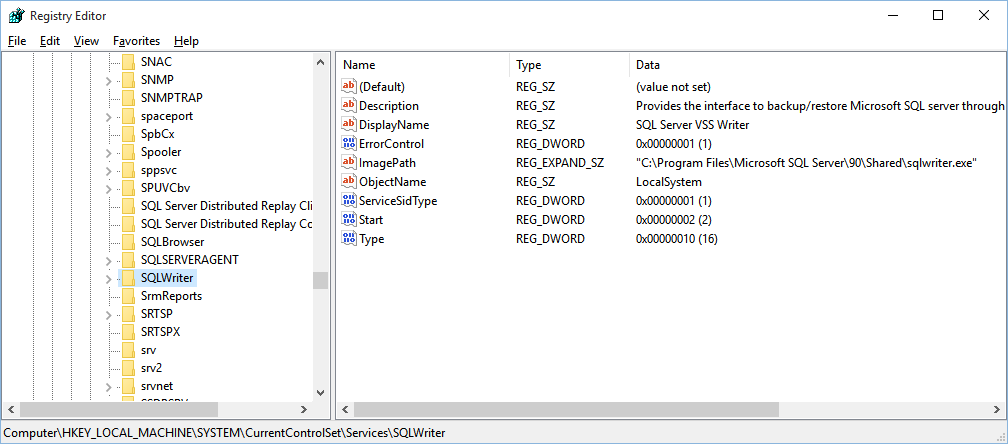 Registry Editor
File Edit View Favorites Help
SNAC
SNMP
SNMPTRAP
spaceport
SpbCx
Spooler
sppsvc
SPUVCbv
SQL Server Distributed Replay Cli
SQL Server Distributed Replay Co
SQLBrowser
SQLSERVERAGENT
SQLWriter
SrmReports
SRTSP
SRTSPX
srv
srv2
srvnet
Name Type Data
(Default) REG_SZ (value not set)
Description REG_SZ Provides the interface to backup/restore Microsoft SQL server through
DisplayName REG_SZ SQL Server VSS Writer
ErrorControl REG_DWORD 0x00000001 (1)
ImagePath REG_EXPAND_SZ "C:\Program Files\Microsoft SQL Server\90\Shared\sqlwriter.exe"
ObjectName REG_SZ LocalSystem
ServiceSidType REG_DWORD 0x00000001 (1)
Start REG_DWORD 0x00000002 (2)
Type REG_DWORD 0x00000010 (16)
Computer\HKEY_LOCAL_MACHINE\SYSTEM\CurrentControlSet\Services\SQLWriter